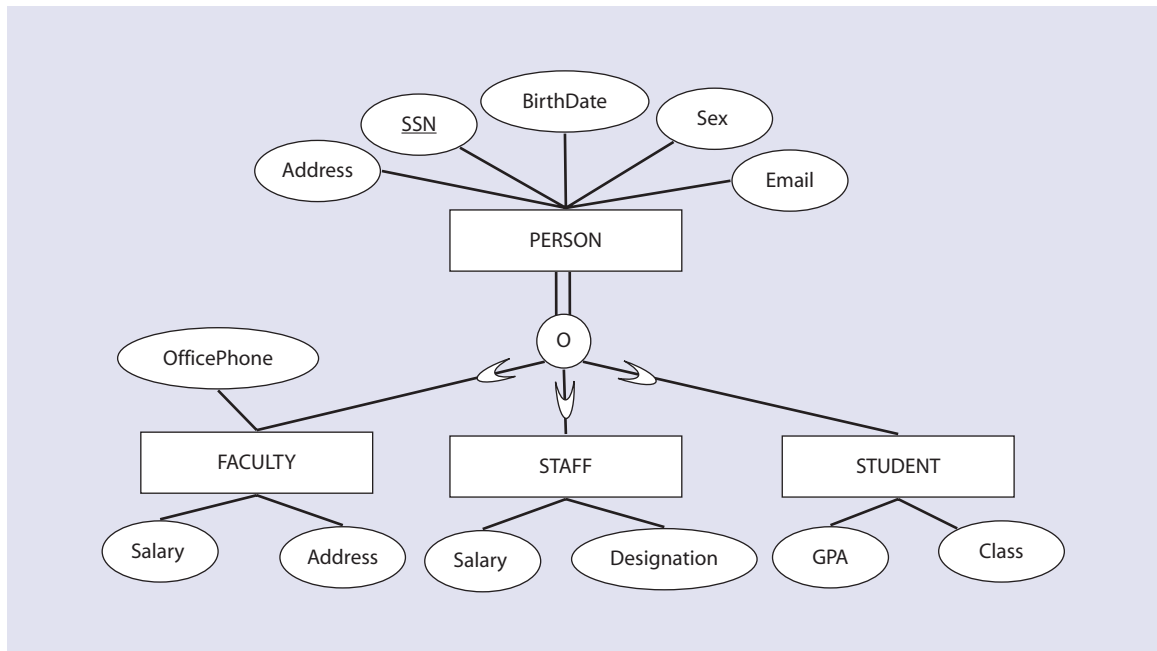 BirthDate
SSN
Sex
Address
Email
PERSON
O
OfficePhone
FACULTY
STAFF
STUDENT
Salary
Address
Salary
Designation
GPA
Class